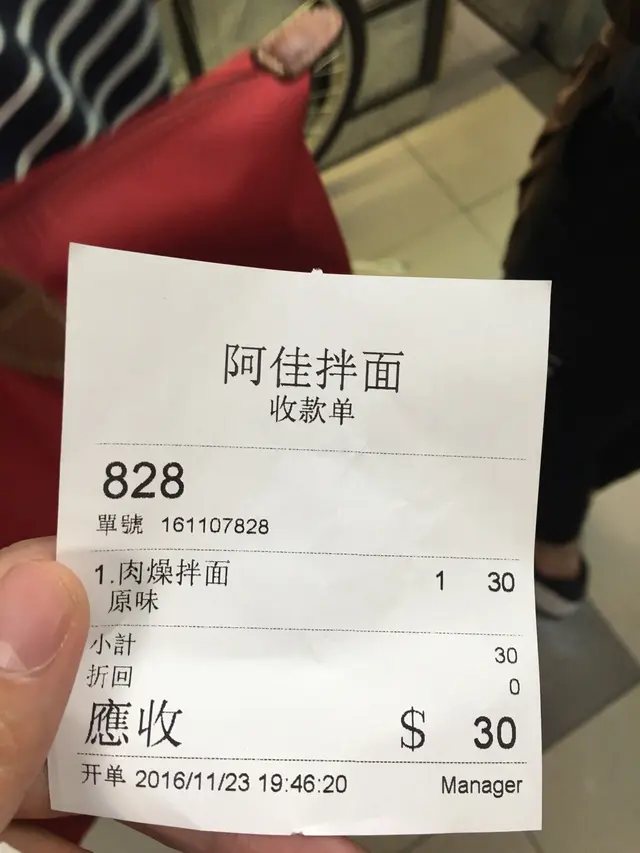 阿佳拌面
收款单
828
單號 161107828
1.肉燥拌面 1 30
原味
小計 30
折回 0
應收 $ 30
开单 2016/11/23 19:46:20 Manager